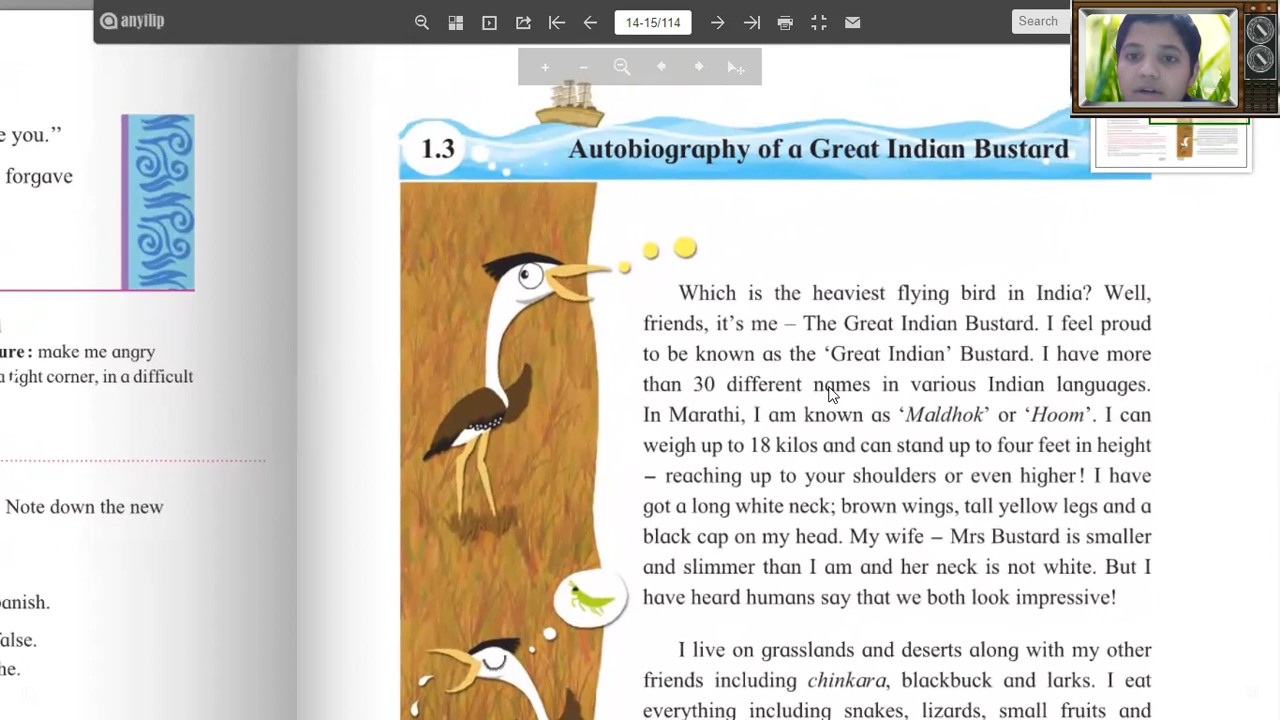 anyflip
14-15/114
Search
e you.”
forgave
ure : make me angry
a tight corner, in a difficult
Note down the new
panish.
false.
he.
1.3
Autobiography of a Great Indian Bustard
Which is the heaviest flying bird in India? Well,
friends, it’s me – The Great Indian Bustard. I feel proud
to be known as the ‘Great Indian’ Bustard. I have more
than 30 different names in various Indian languages.
In Marathi, I am known as ‘Maldhok’ or ‘Hoom’. I can
weigh up to 18 kilos and can stand up to four feet in height
– reaching up to your shoulders or even higher! I have
got a long white neck; brown wings, tall yellow legs and a
black cap on my head. My wife – Mrs Bustard is smaller
and slimmer than I am and her neck is not white. But I
have heard humans say that we both look impressive!
I live on grasslands and deserts along with my other
friends including chinkara, blackbuck and larks. I eat
everything including snakes, lizards, small fruits and